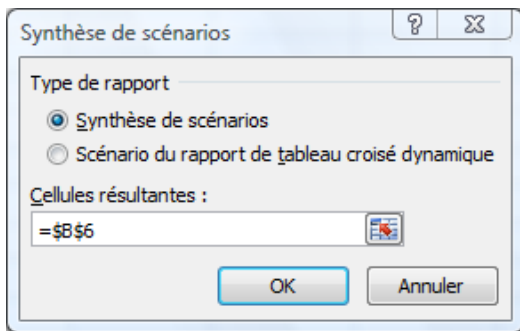 Synthèse de scénarios
Type de rapport
Synthèse de scénarios
Scénario du rapport de tableau croisé dynamique
Cellules résultantes :
=$B$6
OK Annuler